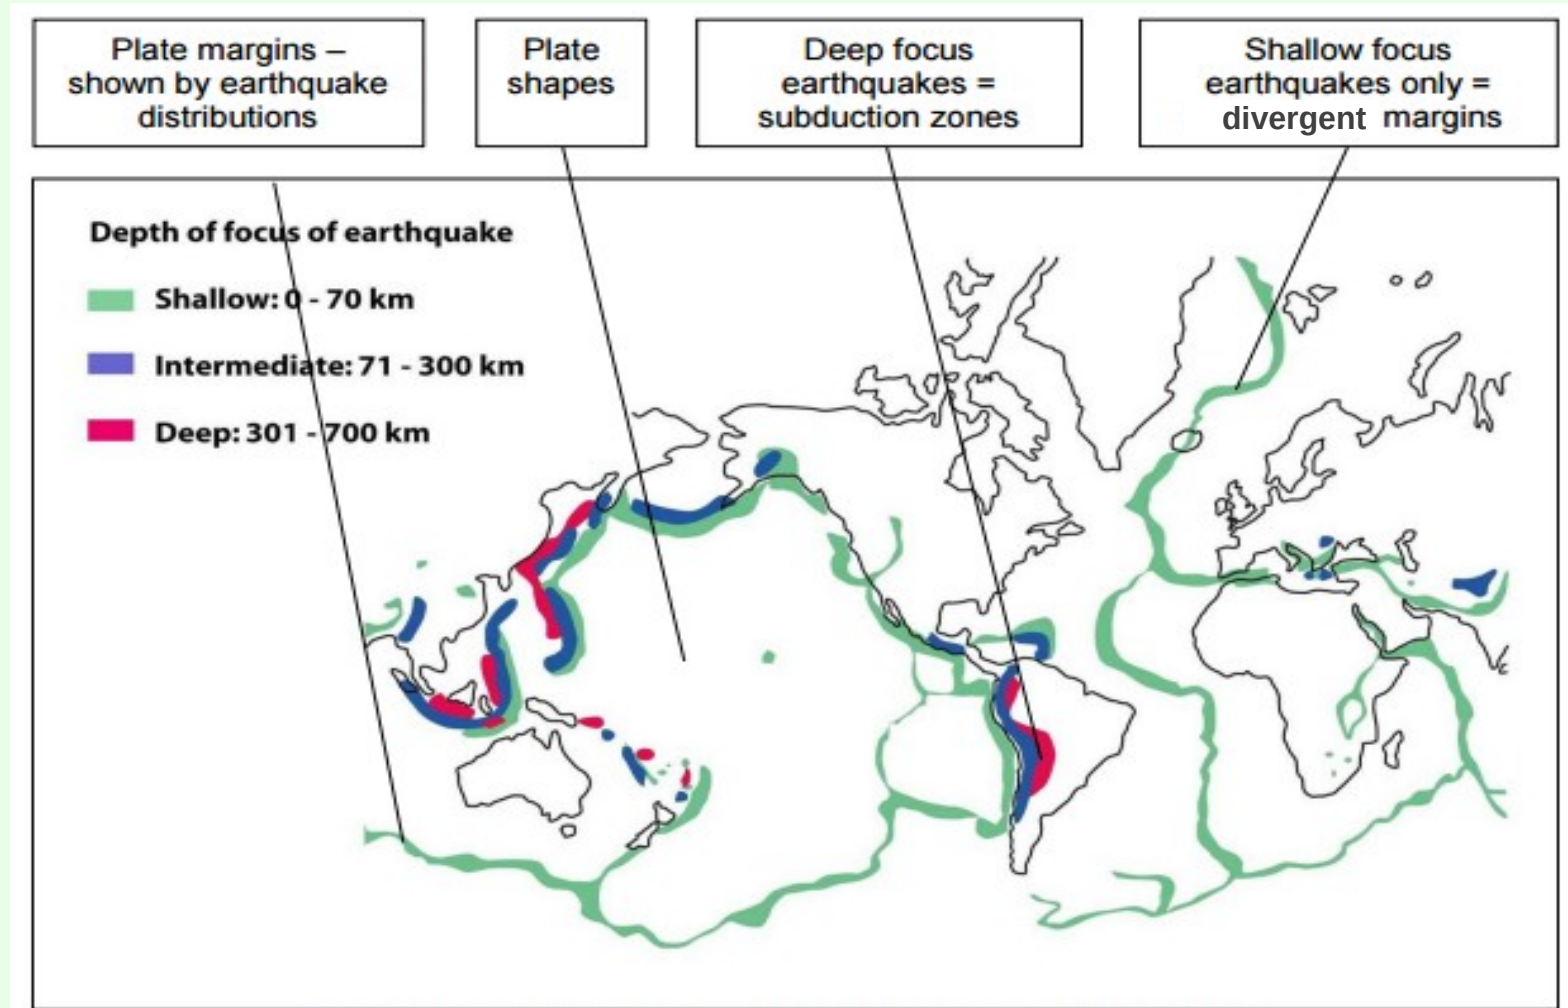 Plate margins –
shown by earthquake
distributions
Plate
shapes
Deep focus
earthquakes =
subduction zones
Shallow focus
earthquakes only =
divergent margins
Depth of focus of earthquake
Shallow: 0 - 70 km
Intermediate: 71 - 300 km
Deep: 301 - 700 km